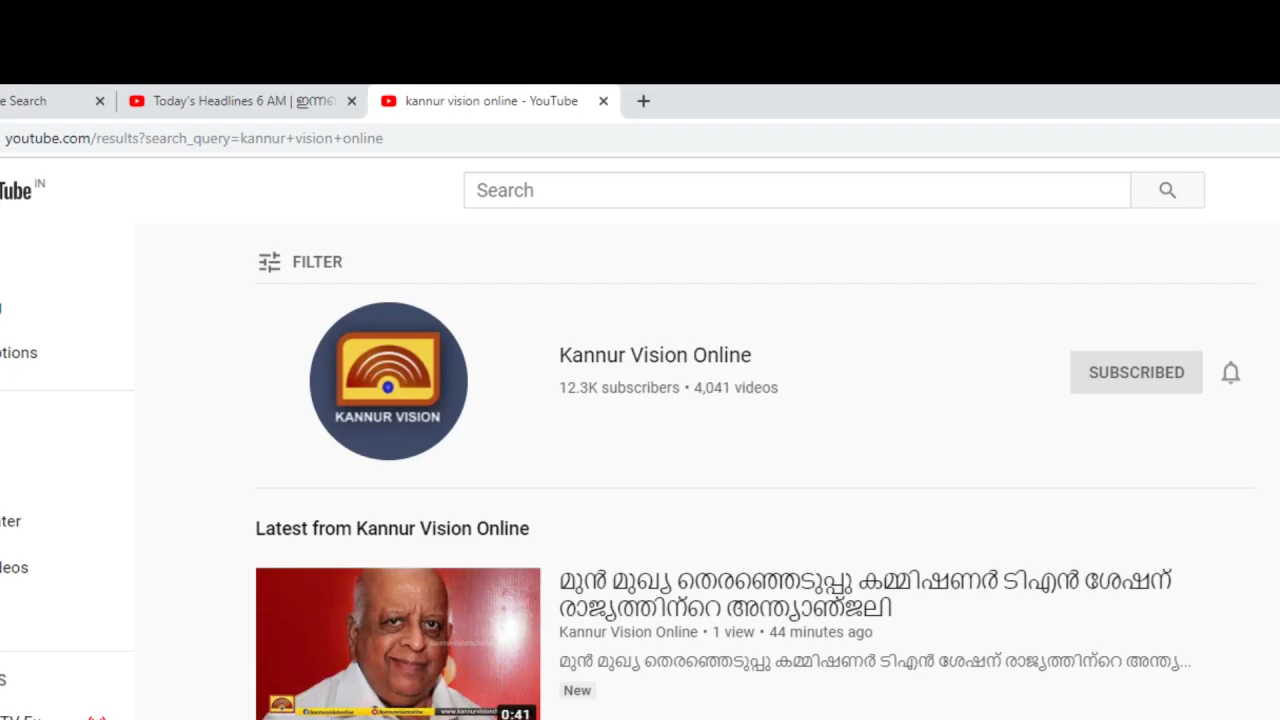 e Search
Today's Headlines 6 AM | ഇന്നത
kannur vision online - YouTube
youtube.com/results?search_query=kannur+vision+online
Tube IN
Search
FILTER
KANNUR VISION
Kannur Vision Online
12.3K subscribers • 4,041 videos
SUBSCRIBED
otions
ter
leos
S
Latest from Kannur Vision Online
മുൻ മുഖ്യ തെരഞ്ഞെടുപ്പു കമ്മിഷണർ ടിഎൻ ശേഷന്
രാജ്യത്തിന്റെ അന്ത്യാഞ്ജലി
Kannur Vision Online • 1 view • 44 minutes ago
മുൻ മുഖ്യ തെരഞ്ഞെടുപ്പു കമ്മിഷണർ ടിഎൻ ശേഷന് രാജ്യത്തിന്റെ അന്ത്യ...
New
0:41